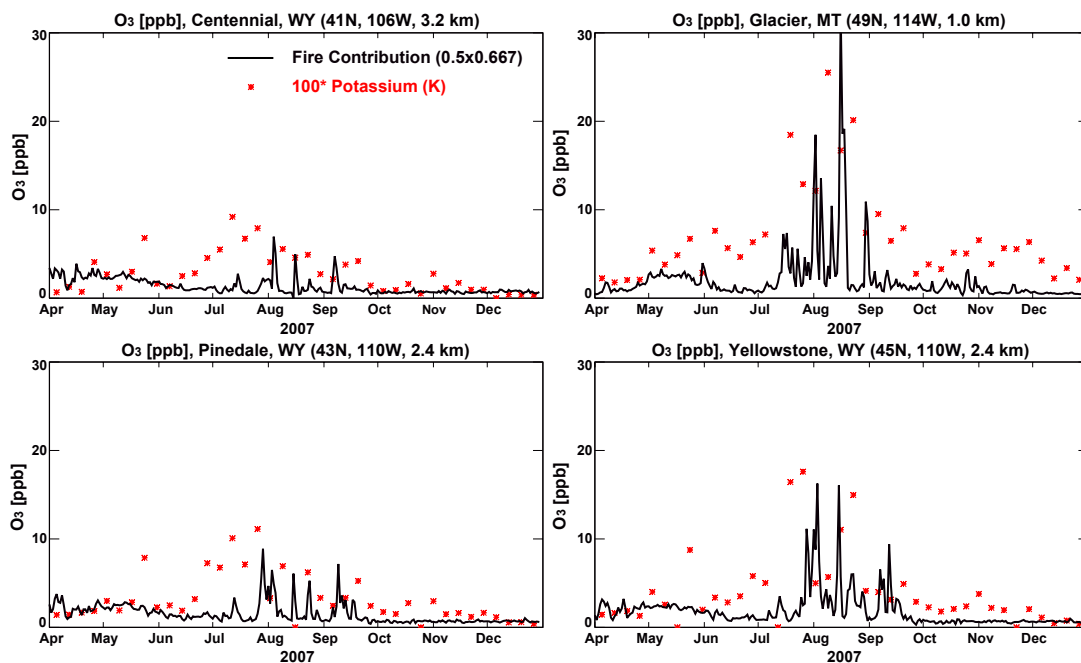 O3 [ppb], Centennial, WY (41N, 106W, 3.2 km)
30
20
10
0
O3 [ppb]
Fire Contribution (0.5x0.667)
100* Potassium (K)
Apr May Jun Jul Aug Sep Oct Nov Dec
2007
O3 [ppb], Glacier, MT (49N, 114W, 1.0 km)
30
20
10
0
O3 [ppb]
Apr May Jun Jul Aug Sep Oct Nov Dec
2007
O3 [ppb], Pinedale, WY (43N, 110W, 2.4 km)
30
20
10
0
O3 [ppb]
Apr May Jun Jul Aug Sep Oct Nov Dec
2007
O3 [ppb], Yellowstone, WY (45N, 110W, 2.4 km)
30
20
10
0
O3 [ppb]
Apr May Jun Jul Aug Sep Oct Nov Dec
2007